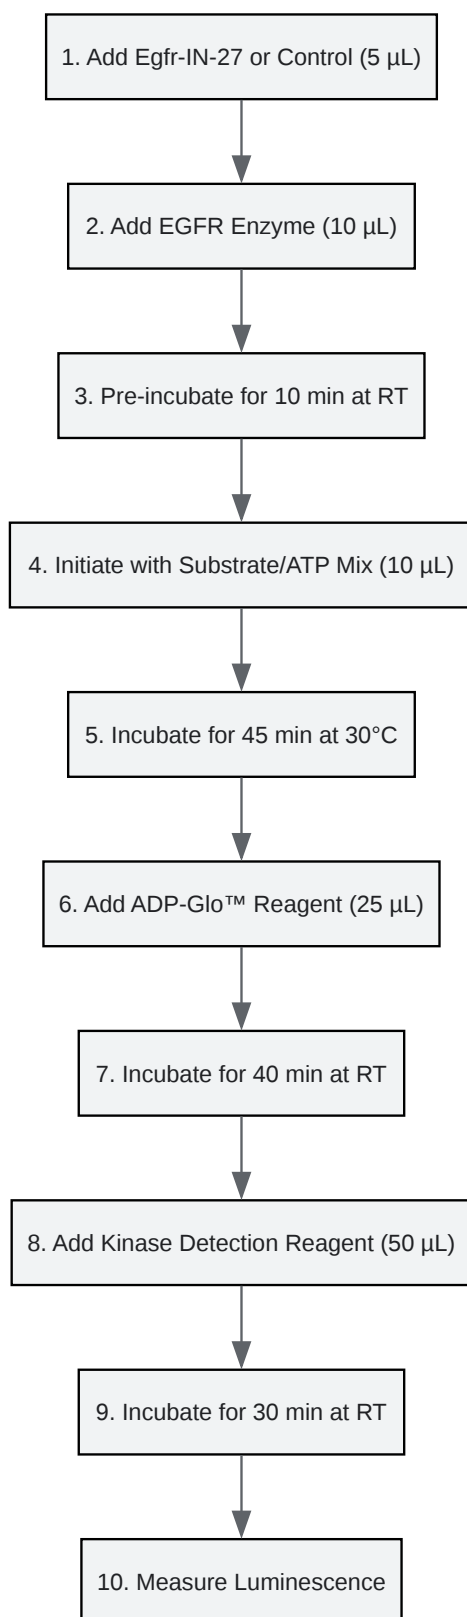 1. Add Egfr-IN-27 or Control (5 µL)
2. Add EGFR Enzyme (10 µL)
3. Pre-incubate for 10 min at RT
4. Initiate with Substrate/ATP Mix (10 µL)
5. Incubate for 45 min at 30°C
6. Add ADP-Glo™ Reagent (25 µL)
7. Incubate for 40 min at RT
8. Add Kinase Detection Reagent (50 µL)
9. Incubate for 30 min at RT
10. Measure Luminescence